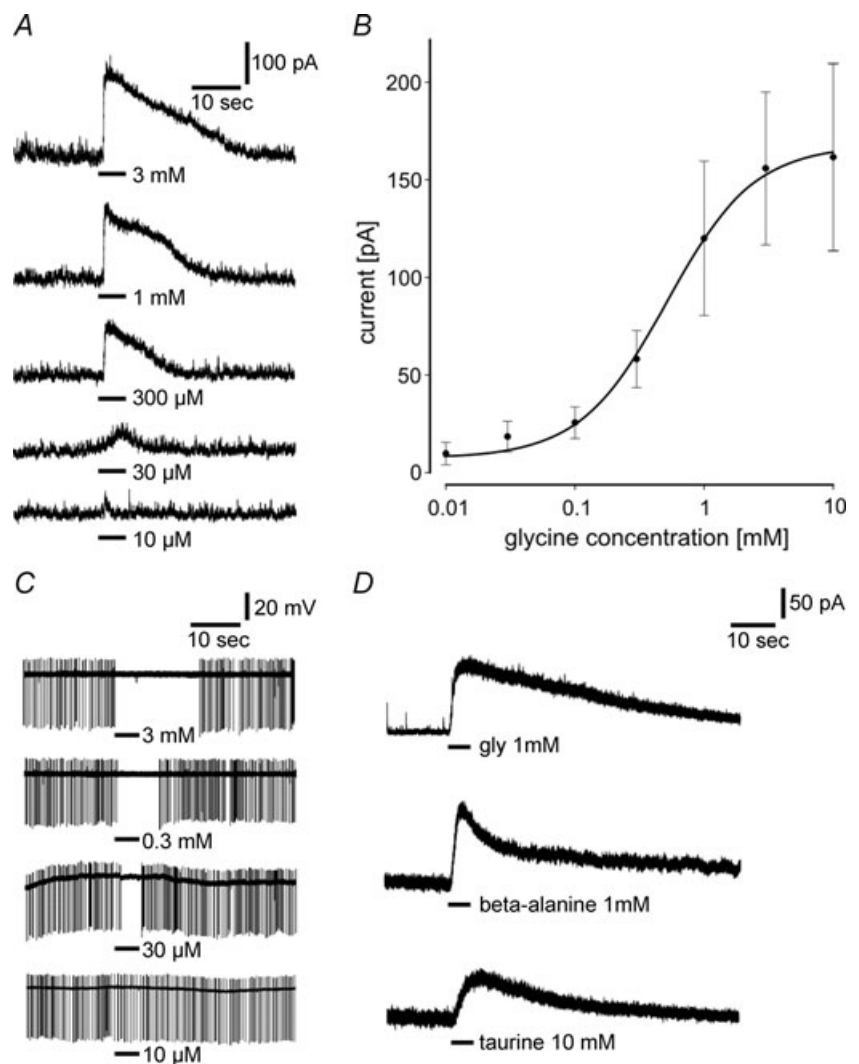 A
100 pA
10 sec
3 mM
1 mM
300 µM
30 µM
10 µM
B
200
150
100
50
0
current [pA]
0.01
0.1
1
10
glycine concentration [mM]
C
20 mV
10 sec
3 mM
0.3 mM
30 µM
10 µM
D
50 pA
10 sec
gly 1mM
beta-alanine 1mM
taurine 10 mM